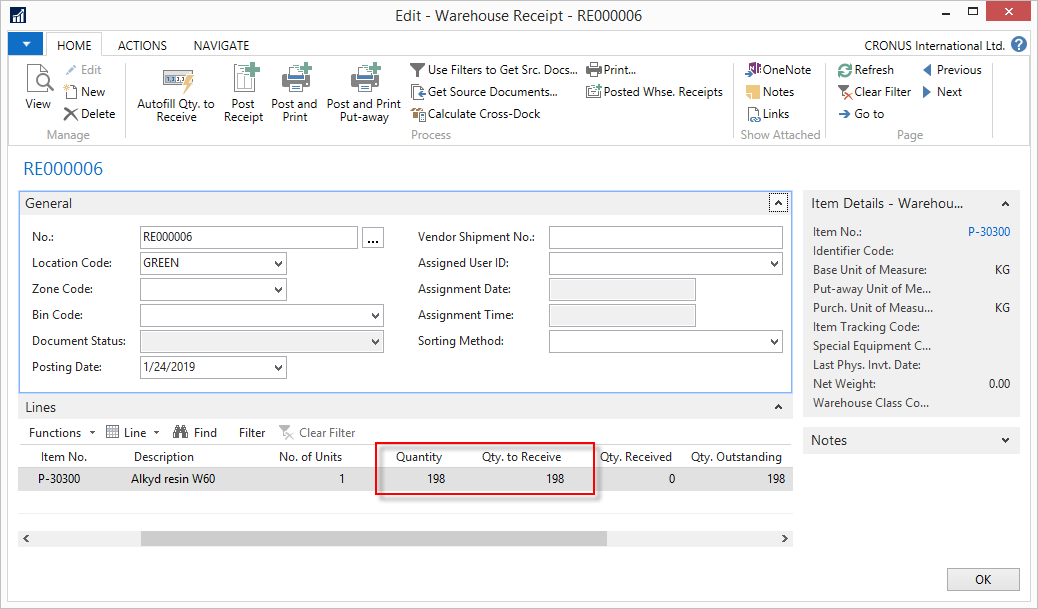 Edit - Warehouse Receipt - RE000006
HOME ACTIONS NAVIGATE CRONUS International Ltd. ?
View
Edit
New
Delete
Manage
1,2,3,3
Autofill Qty. to Receive
Post Receipt
Post and Print
Post and Print Put-away
Use Filters to Get Src. Docs...
Get Source Documents...
Calculate Cross-Dock
Print...
Posted Whse. Receipts
Process
OneNote
Notes
Links
Show Attached
Refresh
Clear Filter
Go to
Previous
Next
Page
RE000006
General
No.: RE000006 ...
Location Code: GREEN
Zone Code:
Bin Code:
Document Status:
Posting Date: 1/24/2019
Vendor Shipment No.:
Assigned User ID:
Assignment Date:
Assignment Time:
Sorting Method:
Lines
Functions Line Find Filter Clear Filter
Item No. Description No. of Units Quantity Qty. to Receive Qty. Received Qty. Outstanding
P-30300 Alkyd resin W60 1 198 198 0 198
Item Details - Warehou...
Item No.: P-30300
Identifier Code:
Base Unit of Measure: KG
Put-away Unit of Me...
Purch. Unit of Measu... KG
Item Tracking Code:
Special Equipment C...
Last Phys. Invt. Date:
Net Weight: 0.00
Warehouse Class Co...
Notes
OK